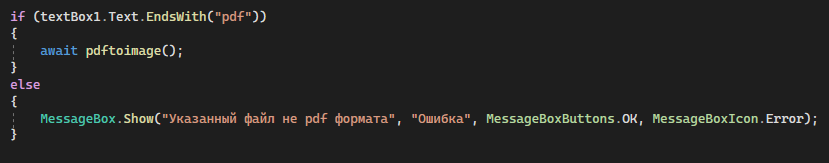 if (textBox1.Text.EndsWith("pdf"))
{
await pdftoimage();
}
else
{
MessageBox.Show("Указанный файл не pdf формата", "Ошибка", MessageBoxButtons.OK, MessageBoxIcon.Error);
}